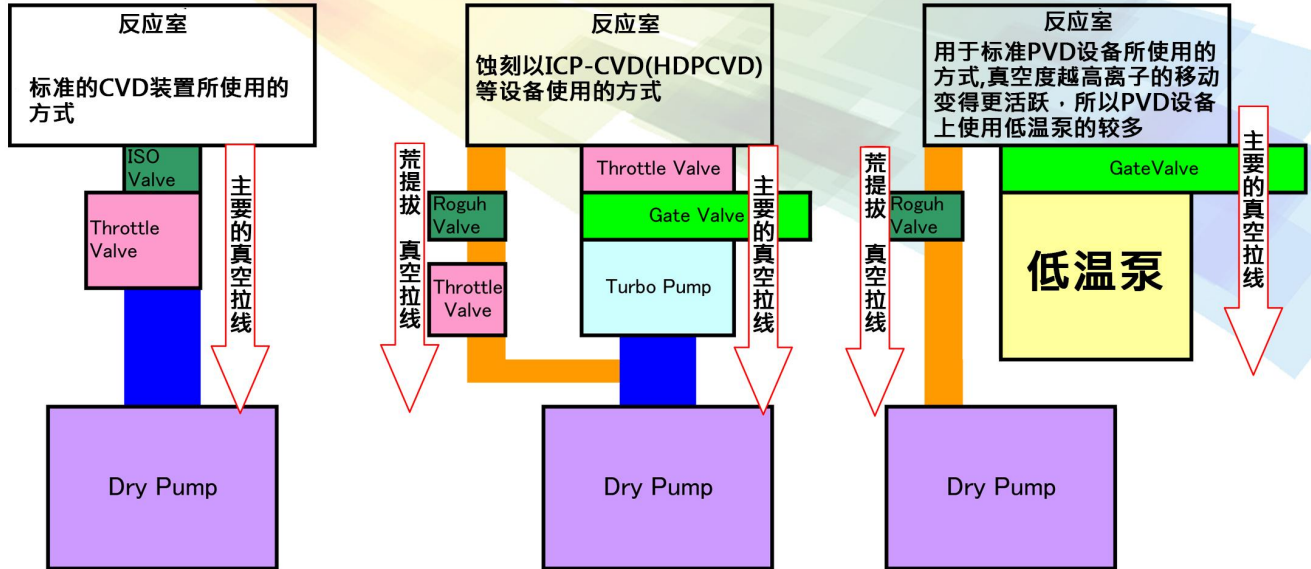 反应室
标准的CVD装置所使用的
方式
ISO
Valve
Throttle
Valve
主要的真空拉线
Dry Pump
反应室
蚀刻以ICP-CVD(HDPCVD)
等设备使用的方式
荒提拔 真空拉线
Roguh
Valve
Throttle
Valve
Throttle Valve
Gate Valve
Turbo Pump
主要的真空拉线
Dry Pump
反应室
用于标准PVD设备所使用的
方式,真空度越高离子的移动
变得更活跃，所以PVD设备
上使用低温泵的较多
荒提拔 真空拉线
Roguh
Valve
GateValve
低温泵
主要的真空拉线
Dry Pump